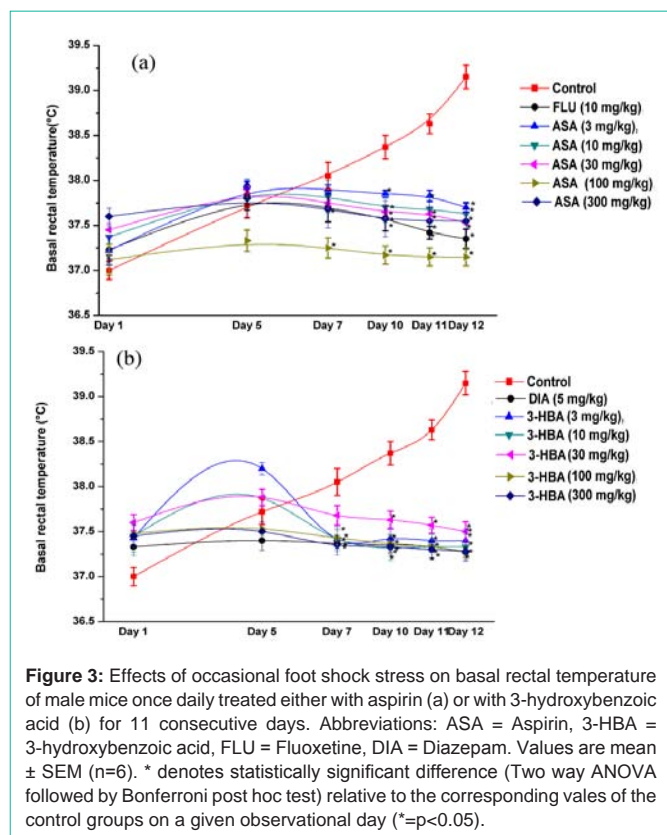 (a)
39.5
39.0
38.5
38.0
37.5
37.0
36.5
Basal rectal temperature(°C)
Day 1
Day 5
Day 7
Day 10
Day 11
Day 12
Control
FLU (10 mg/kg)
ASA (3 mg/kg),
ASA (10 mg/kg)
ASA (30 mg/kg)
ASA (100 mg/kg)
ASA (300 mg/kg)
* * * * * * * * * * * * * * * *
(b)
39.5
39.0
38.5
38.0
37.5
37.0
36.5
Basal rectal temperature (°C)
Day 1
Day 5
Day 7
Day 10
Day 11
Day 12
Control
DIA (5 mg/kg)
3-HBA (3 mg/kg),
3-HBA (10 mg/kg)
3-HBA (30 mg/kg)
3-HBA (100 mg/kg)
3-HBA (300 mg/kg)
Figure 3: Effects of occasional foot shock stress on basal rectal temperature
of male mice once daily treated either with aspirin (a) or with 3-hydroxybenzoic
acid (b) for 11 consecutive days. Abbreviations: ASA = Aspirin, 3-HBA =
3-hydroxybenzoic acid, FLU = Fluoxetine, DIA = Diazepam. Values are mean
± SEM (n=6). * denotes statistically significant difference (Two way ANOVA
followed by Bonferroni post hoc test) relative to the corresponding vales of the
control groups on a given observational day (*=p<0.05).